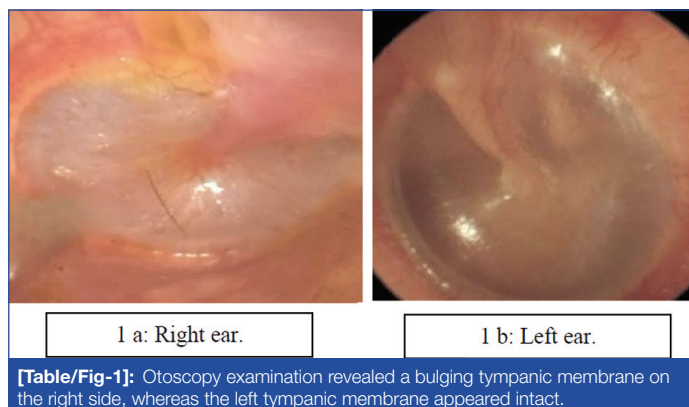 1 a: Right ear.
1 b: Left ear.
[Table/Fig-1]: Otoscopy examination revealed a bulging tympanic membrane on
the right side, whereas the left tympanic membrane appeared intact.